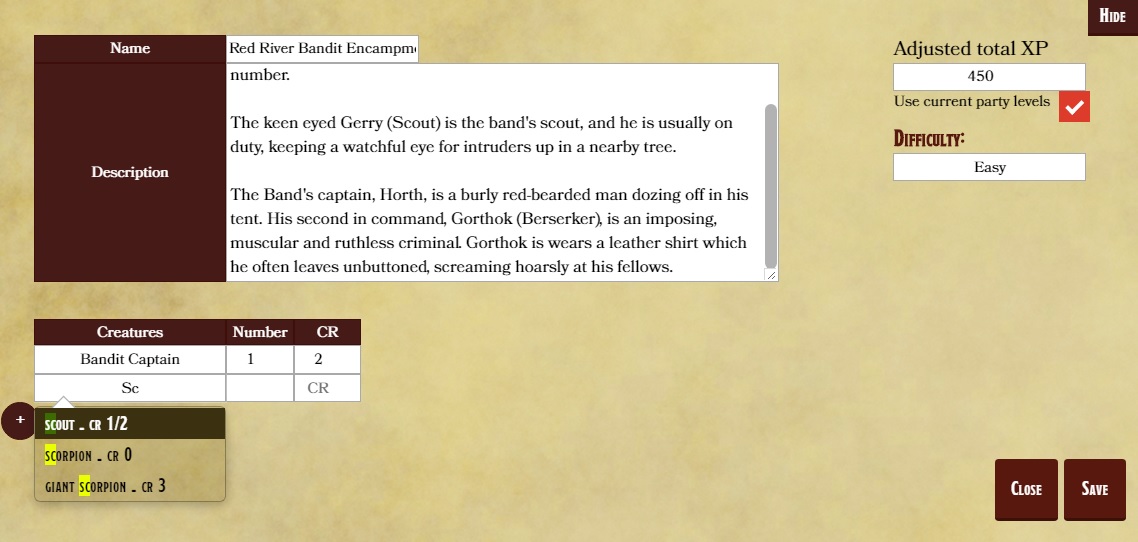 Hide
Name
Red River Bandit Encampm
Adjusted total XP
450
Use current party levels
Difficulty:
Easy
Description
number.
The keen eyed Gerry (Scout) is the band's scout, and he is usually on
duty, keeping a watchful eye for intruders up in a nearby tree.
The Band's captain, Horth, is a burly red-bearded man dozing off in his
tent. His second in command, Gorthok (Berserker), is an imposing,
muscular and ruthless criminal. Gorthok is wears a leather shirt which
he often leaves unbuttoned, screaming hoarsly at his fellows.
Creatures Number CR
Bandit Captain 1 2
Sc CR
+
scout - cr 1/2
scorpion - cr 0
giant scorpion - cr 3
Close Save